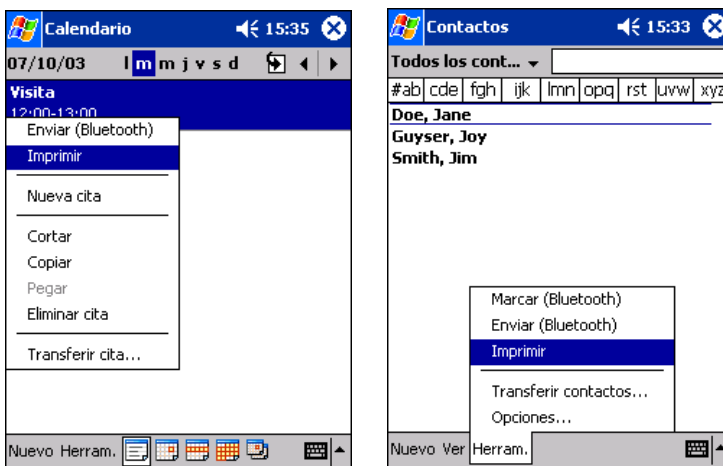 Calendario 15:35
07/10/03 l m m j v s d
Visita
12:00-13:00
Enviar (Bluetooth)
Imprimir
Nueva cita
Cortar
Copiar
Pegar
Eliminar cita
Transferir cita...
Nuevo Herram.
Contactos 15:33
Todos los cont...
#ab cde fgh ijk lmn opq rst uvw xyz
Doe, Jane
Guyser, Joy
Smith, Jim
Marcar (Bluetooth)
Enviar (Bluetooth)
Imprimir
Transferir contactos...
Opciones...
Nuevo Ver Herram.